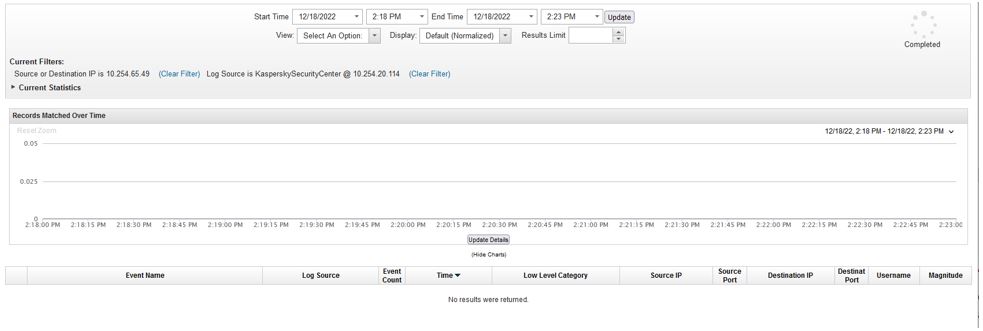 Start Time 12/18/2022 2:18 PM End Time 12/18/2022 2:23 PM Update
View: Select An Option: Display: Default (Normalized) Results Limit
Completed
Current Filters:
Source or Destination IP is 10.254.65.49 (Clear Filter) Log Source is KasperskySecurityCenter @ 10.254.20.114 (Clear Filter)
Current Statistics
Records Matched Over Time
Reset Zoom 12/18/22, 2:18 PM - 12/18/22, 2:23 PM
0.05
0.025
0
2:18:00 PM 2:18:15 PM 2:18:30 PM 2:18:45 PM 2:19:00 PM 2:19:15 PM 2:19:30 PM 2:19:45 PM 2:20:00 PM 2:20:15 PM 2:20:30 PM 2:20:45 PM 2:21:00 PM 2:21:15 PM 2:21:30 PM 2:21:45 PM 2:22:00 PM 2:22:15 PM 2:22:30 PM 2:22:45 PM 2:23:00
Update Details
(Hide Charts)
Event Name Log Source Event Count Time Low Level Category Source IP Source Port Destination IP Destinat Port Username Magnitude
No results were returned.